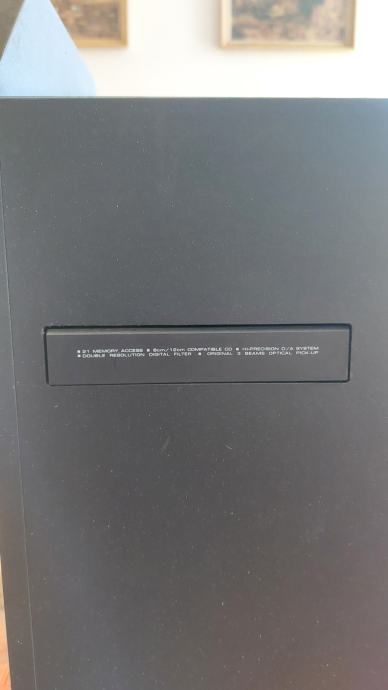 ■ 21 MEMORY ACCESS ■ 8cm/12cm COMPATIBLE CD ■ HI-PRECISION D/A SYSTEM
■ DOUBLE RESOLUTION DIGITAL FILTER ■ ORIGINAL 3 BEAMS OPTICAL PICK-UP